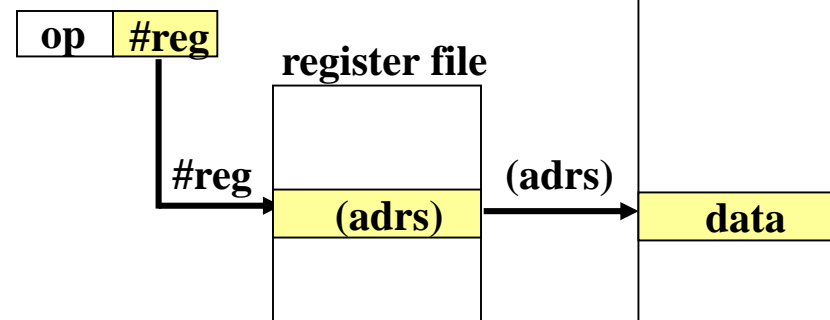 op #reg
register file
#reg
(adrs)
(adrs)
data